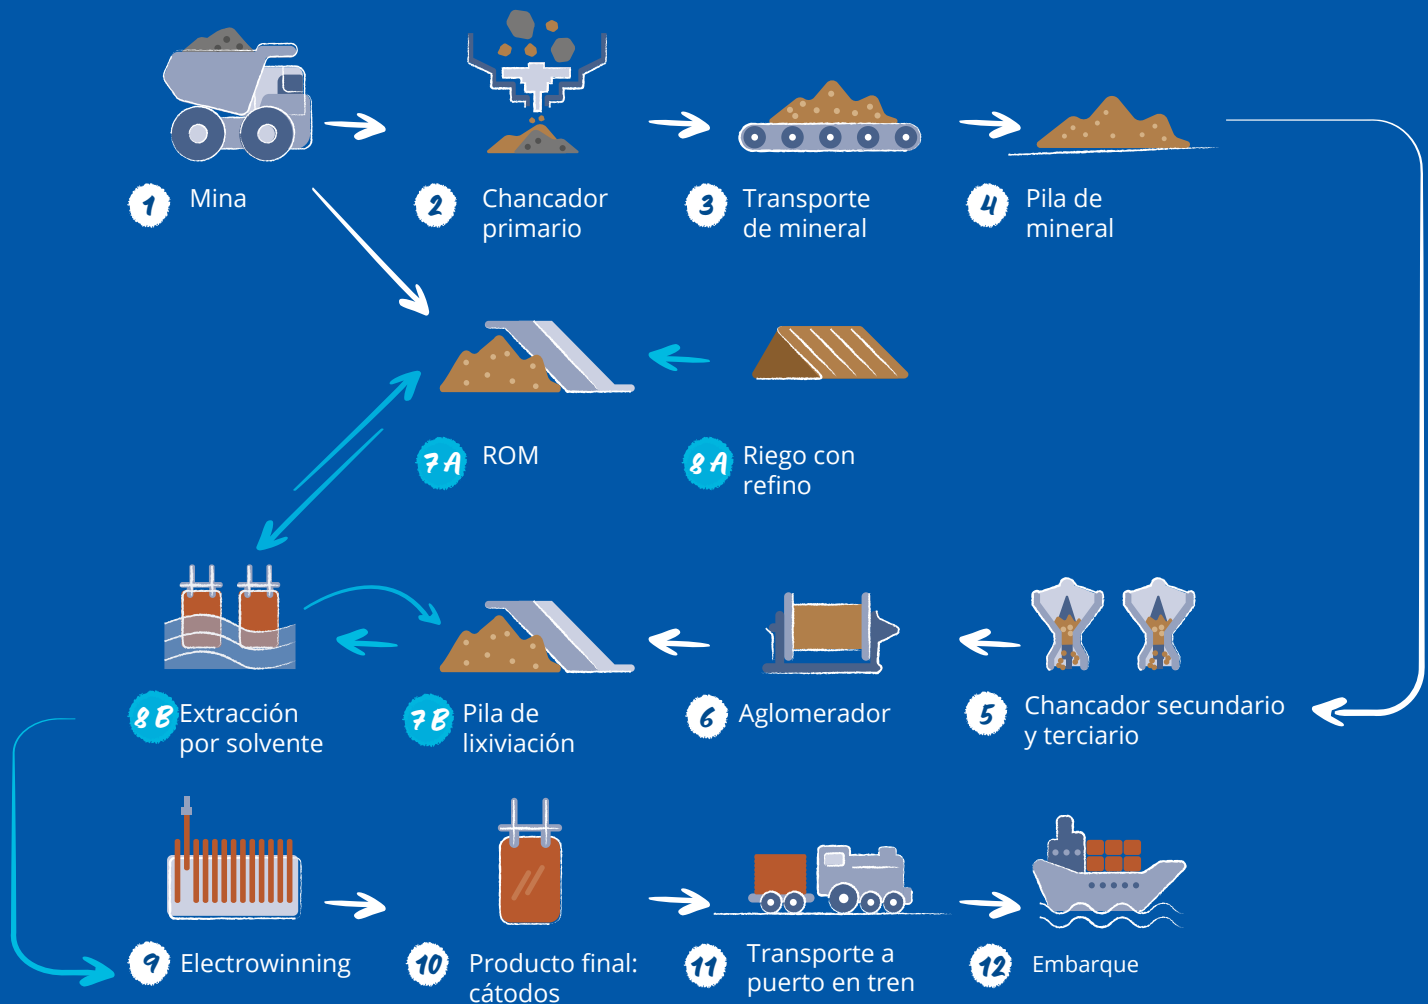 1 Mina
2 Chancador
primario
3 Transporte
de mineral
4 Pila de
mineral
7A ROM
8A Riego con
refino
8B Extracción
por solvente
7B Pila de
lixiviación
6 Aglomerador
5 Chancador secundario
y terciario
9 Electrowinning
10 Producto final:
cátodos
11 Transporte a
puerto en tren
12 Embarque